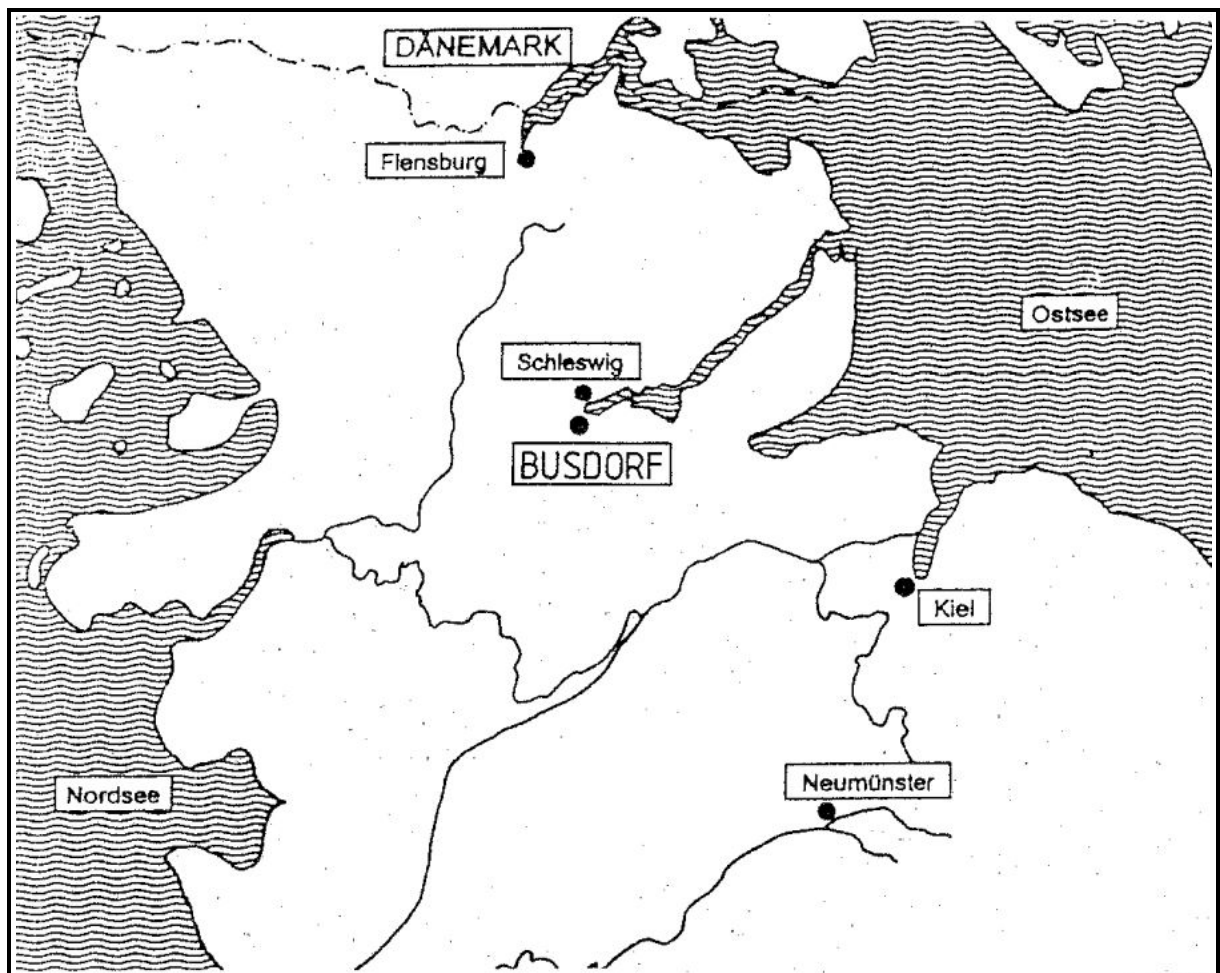 DÄNEMARK
Flensburg
Ostsee
Schleswig
BUSDORF
Kiel
Neumünster
Nordsee